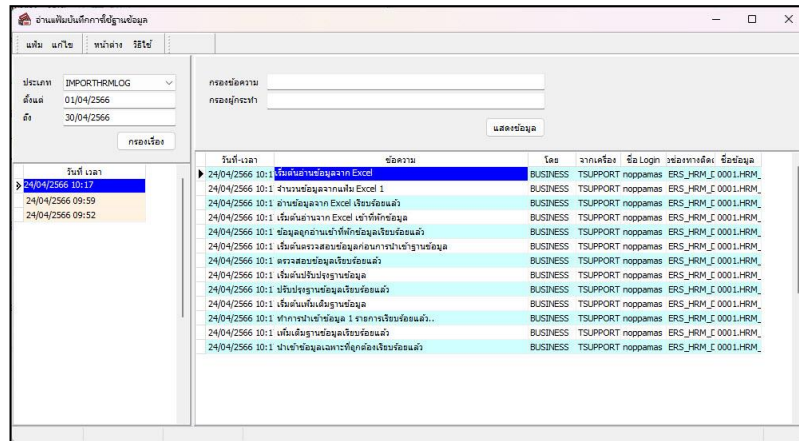 อ่านแฟ้มบันทึกการใช้ฐานข้อมูล
แฟ้ม แก้ไข หน้าต่าง วิธีใช้
ประเภท IMPORTHRMLOG
ตั้งแต่ 01/04/2566
ถึง 30/04/2566
กรองเรื่อง
กรองข้อความ
กรองผู้กระทำ
แสดงข้อมูล
วันที่ เวลา
24/04/2566 10:17
24/04/2566 09:59
24/04/2566 09:52
วันที่-เวลา ข้อความ โดย จากเครื่อง ชื่อ Login ชื่อข้อมูล
24/04/2566 10:1 เริ่มต้นอ่านข้อมูลจาก Excel BUSINESS TSUPPORT noppamas ERS_HRM_D 0001.HRM_
24/04/2566 10:1 จำนวนข้อมูลจากแฟ้ม Excel 1 BUSINESS TSUPPORT noppamas ERS_HRM_D 0001.HRM_
24/04/2566 10:1 อ่านข้อมูลจาก Excel เรียบร้อยแล้ว BUSINESS TSUPPORT noppamas ERS_HRM_D 0001.HRM_
24/04/2566 10:1 เริ่มต้นอ่านจาก Excel เข้าที่พักข้อมูล BUSINESS TSUPPORT noppamas ERS_HRM_D 0001.HRM_
24/04/2566 10:1 ข้อมูลถูกอ่านเข้าที่พักข้อมูลเรียบร้อยแล้ว BUSINESS TSUPPORT noppamas ERS_HRM_D 0001.HRM_
24/04/2566 10:1 เริ่มต้นตรวจสอบข้อมูลก่อนการนำเข้าฐานข้อมูล BUSINESS TSUPPORT noppamas ERS_HRM_D 0001.HRM_
24/04/2566 10:1 ตรวจสอบข้อมูลเรียบร้อยแล้ว BUSINESS TSUPPORT noppamas ERS_HRM_D 0001.HRM_
24/04/2566 10:1 เริ่มต้นปรับปรุงฐานข้อมูล BUSINESS TSUPPORT noppamas ERS_HRM_D 0001.HRM_
24/04/2566 10:1 ปรับปรุงฐานข้อมูลเรียบร้อยแล้ว BUSINESS TSUPPORT noppamas ERS_HRM_D 0001.HRM_
24/04/2566 10:1 เริ่มต้นเพิ่มเติมฐานข้อมูล BUSINESS TSUPPORT noppamas ERS_HRM_D 0001.HRM_
24/04/2566 10:1 ทำการนำเข้าข้อมูล 1 รายการเรียบร้อยแล้ว.. BUSINESS TSUPPORT noppamas ERS_HRM_D 0001.HRM_
24/04/2566 10:1 เพิ่มเติมฐานข้อมูลเรียบร้อยแล้ว BUSINESS TSUPPORT noppamas ERS_HRM_D 0001.HRM_
24/04/2566 10:1 นำเข้าข้อมูลเฉพาะที่ถูกต้องเรียบร้อยแล้ว BUSINESS TSUPPORT noppamas ERS_HRM_D 0001.HRM_